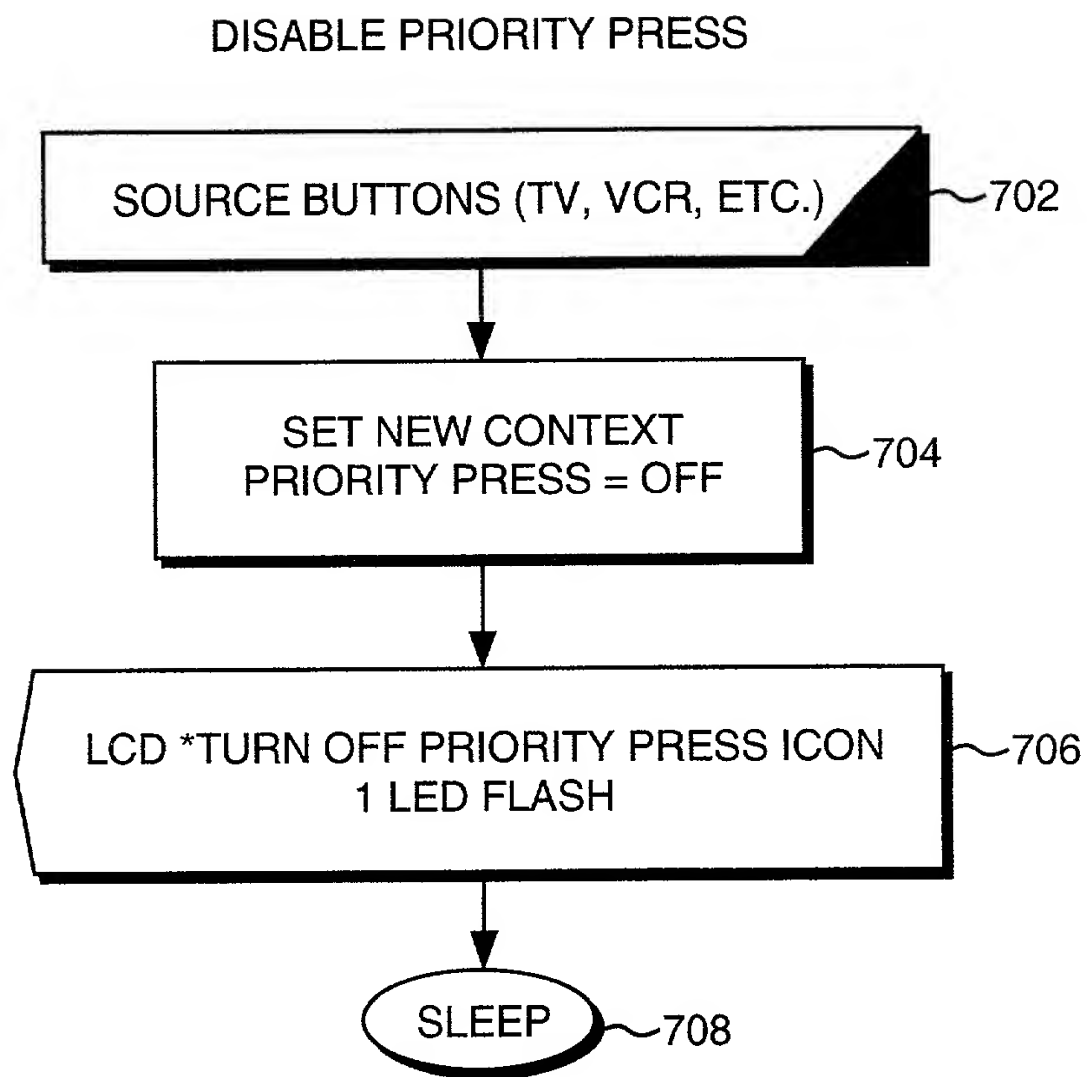 DISABLE PRIORITY PRESS
SOURCE BUTTONS (TV, VCR, ETC.)
702
SET NEW CONTEXT
PRIORITY PRESS = OFF
704
LCD *TURN OFF PRIORITY PRESS ICON
1 LED FLASH
706
SLEEP
708